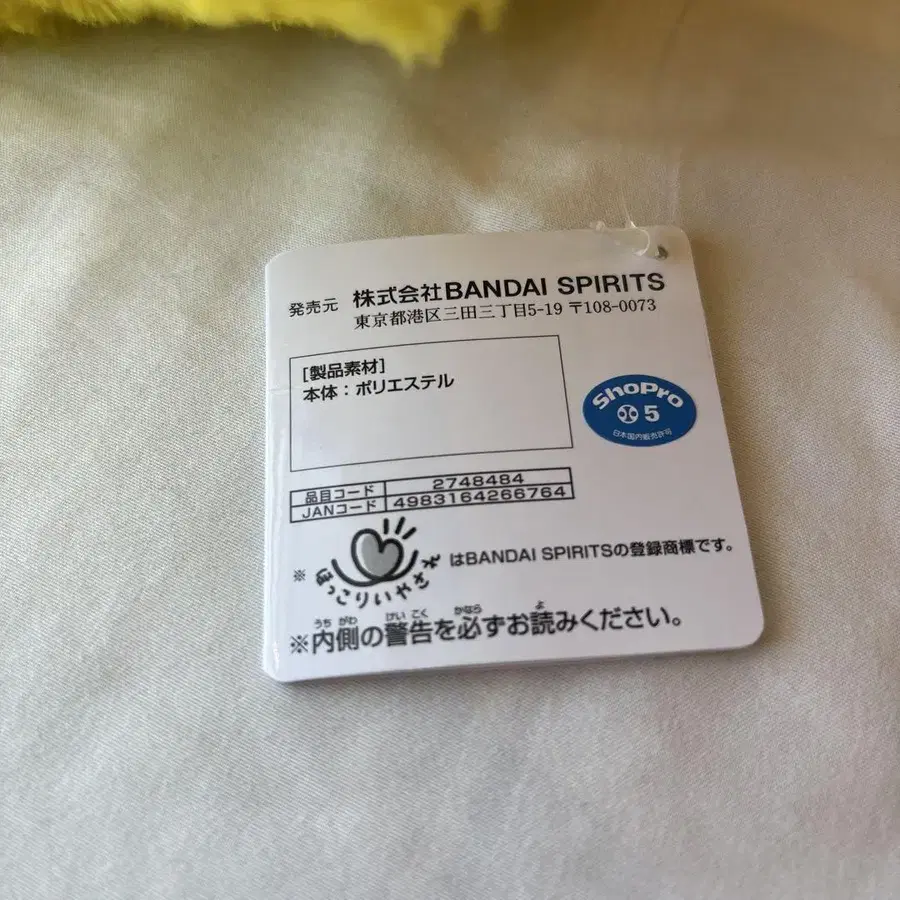 発売元 株式会社BANDAI SPIRITS
東京都港区三田三丁目5-19 〒108-0073
[製品素材]
本体：ポリエステル
ShoPro
5
日本国内販売許可
品目コード 2748484
JANコード 4983164266764
※ ほっこりいやされ はBANDAI SPIRITSの登録商標です。
うちがわ けいこく かなら よ
※内側の警告を必ずお読みください。